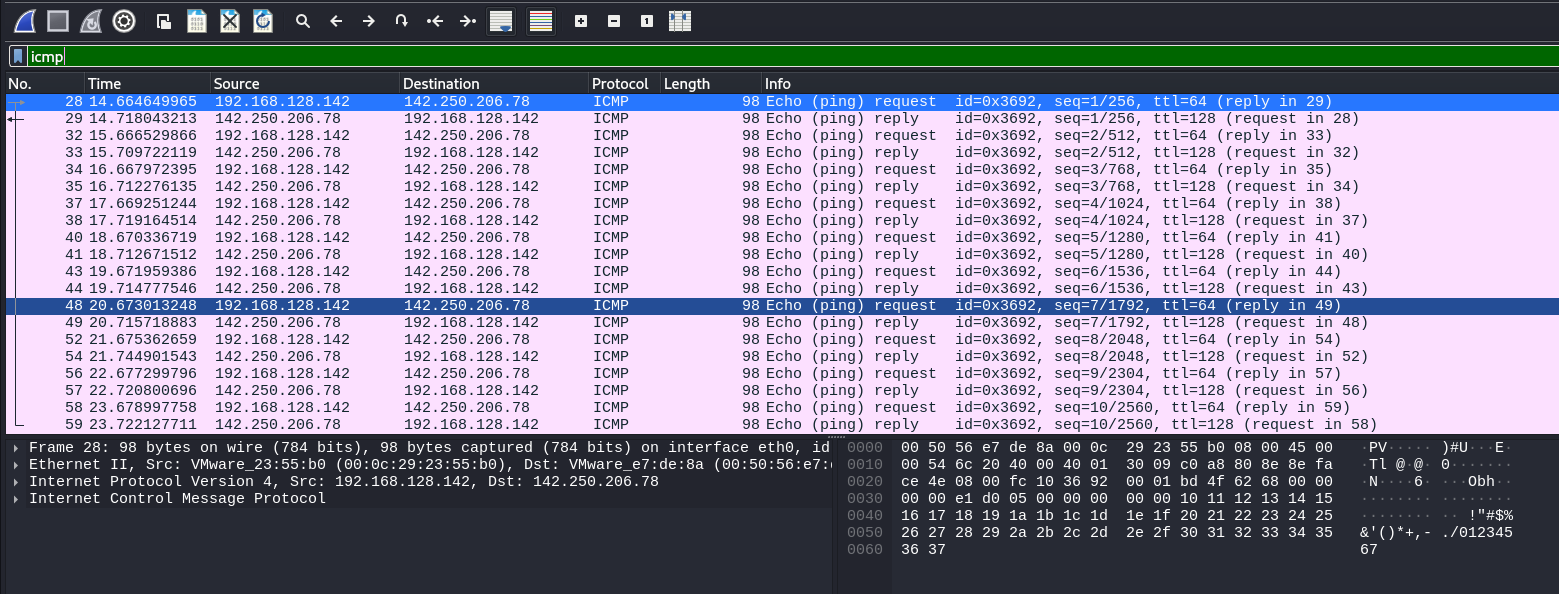 icmp
No. Time Source Destination Protocol Length Info
28 14.664649965 192.168.128.142 142.250.206.78 ICMP 98 Echo (ping) request id=0x3692, seq=1/256, ttl=64 (reply in 29)
29 14.718043213 142.250.206.78 192.168.128.142 ICMP 98 Echo (ping) reply id=0x3692, seq=1/256, ttl=128 (request in 28)
32 15.666529866 192.168.128.142 142.250.206.78 ICMP 98 Echo (ping) request id=0x3692, seq=2/512, ttl=64 (reply in 33)
33 15.709722119 142.250.206.78 192.168.128.142 ICMP 98 Echo (ping) reply id=0x3692, seq=2/512, ttl=128 (request in 32)
34 16.667972395 192.168.128.142 142.250.206.78 ICMP 98 Echo (ping) request id=0x3692, seq=3/768, ttl=64 (reply in 35)
35 16.712276135 142.250.206.78 192.168.128.142 ICMP 98 Echo (ping) reply id=0x3692, seq=3/768, ttl=128 (request in 34)
37 17.669251244 192.168.128.142 142.250.206.78 ICMP 98 Echo (ping) request id=0x3692, seq=4/1024, ttl=64 (reply in 38)
38 17.719164514 142.250.206.78 192.168.128.142 ICMP 98 Echo (ping) reply id=0x3692, seq=4/1024, ttl=128 (request in 37)
40 18.670336719 192.168.128.142 142.250.206.78 ICMP 98 Echo (ping) request id=0x3692, seq=5/1280, ttl=64 (reply in 41)
41 18.712671512 142.250.206.78 192.168.128.142 ICMP 98 Echo (ping) reply id=0x3692, seq=5/1280, ttl=128 (request in 40)
43 19.671959386 192.168.128.142 142.250.206.78 ICMP 98 Echo (ping) request id=0x3692, seq=6/1536, ttl=64 (reply in 44)
44 19.714777546 142.250.206.78 192.168.128.142 ICMP 98 Echo (ping) reply id=0x3692, seq=6/1536, ttl=128 (request in 43)
48 20.673013248 192.168.128.142 142.250.206.78 ICMP 98 Echo (ping) request id=0x3692, seq=7/1792, ttl=64 (reply in 49)
49 20.715718883 142.250.206.78 192.168.128.142 ICMP 98 Echo (ping) reply id=0x3692, seq=7/1792, ttl=128 (request in 48)
52 21.675362659 192.168.128.142 142.250.206.78 ICMP 98 Echo (ping) request id=0x3692, seq=8/2048, ttl=64 (reply in 54)
54 21.744901543 142.250.206.78 192.168.128.142 ICMP 98 Echo (ping) reply id=0x3692, seq=8/2048, ttl=128 (request in 52)
56 22.677299796 192.168.128.142 142.250.206.78 ICMP 98 Echo (ping) request id=0x3692, seq=9/2304, ttl=64 (reply in 57)
57 22.720800696 142.250.206.78 192.168.128.142 ICMP 98 Echo (ping) reply id=0x3692, seq=9/2304, ttl=128 (request in 56)
58 23.678997758 192.168.128.142 142.250.206.78 ICMP 98 Echo (ping) request id=0x3692, seq=10/2560, ttl=64 (reply in 59)
59 23.722127711 142.250.206.78 192.168.128.142 ICMP 98 Echo (ping) reply id=0x3692, seq=10/2560, ttl=128 (request in 58)
Frame 28: 98 bytes on wire (784 bits), 98 bytes captured (784 bits) on interface eth0, id
Ethernet II, Src: VMware_23:55:b0 (00:0c:29:23:55:b0), Dst: VMware_e7:de:8a (00:50:56:e7:
Internet Protocol Version 4, Src: 192.168.128.142, Dst: 142.250.206.78
Internet Control Message Protocol
0000 00 50 56 e7 de 8a 00 0c 29 23 55 b0 08 00 45 00 ·PV····· )#U···E·
0010 00 54 6c 20 40 00 40 01 30 09 c0 a8 80 8e 8e fa ·Tl @·@· 0·······
0020 ce 4e 08 00 fc 10 36 92 00 01 bd 4f 62 68 00 00 ·N····6· ···Obh··
0030 00 00 e1 d0 05 00 00 00 00 00 10 11 12 13 14 15 ········ ········
0040 16 17 18 19 1a 1b 1c 1d 1e 1f 20 21 22 23 24 25 ········ ·· !"#$%
0050 26 27 28 29 2a 2b 2c 2d 2e 2f 30 31 32 33 34 35 &'()*+,- ./012345
0060 36 37 67